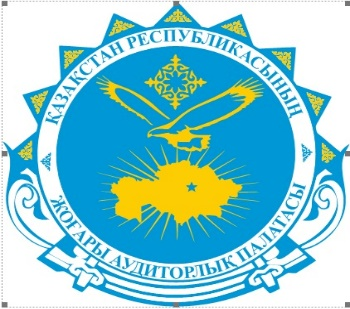 ҚАЗАҚСТАН РЕСПУБЛИКАСЫНЫҢ
ЖОҒАРЫ АУДИТОРЛЫҚ ПАЛАТАСЫ